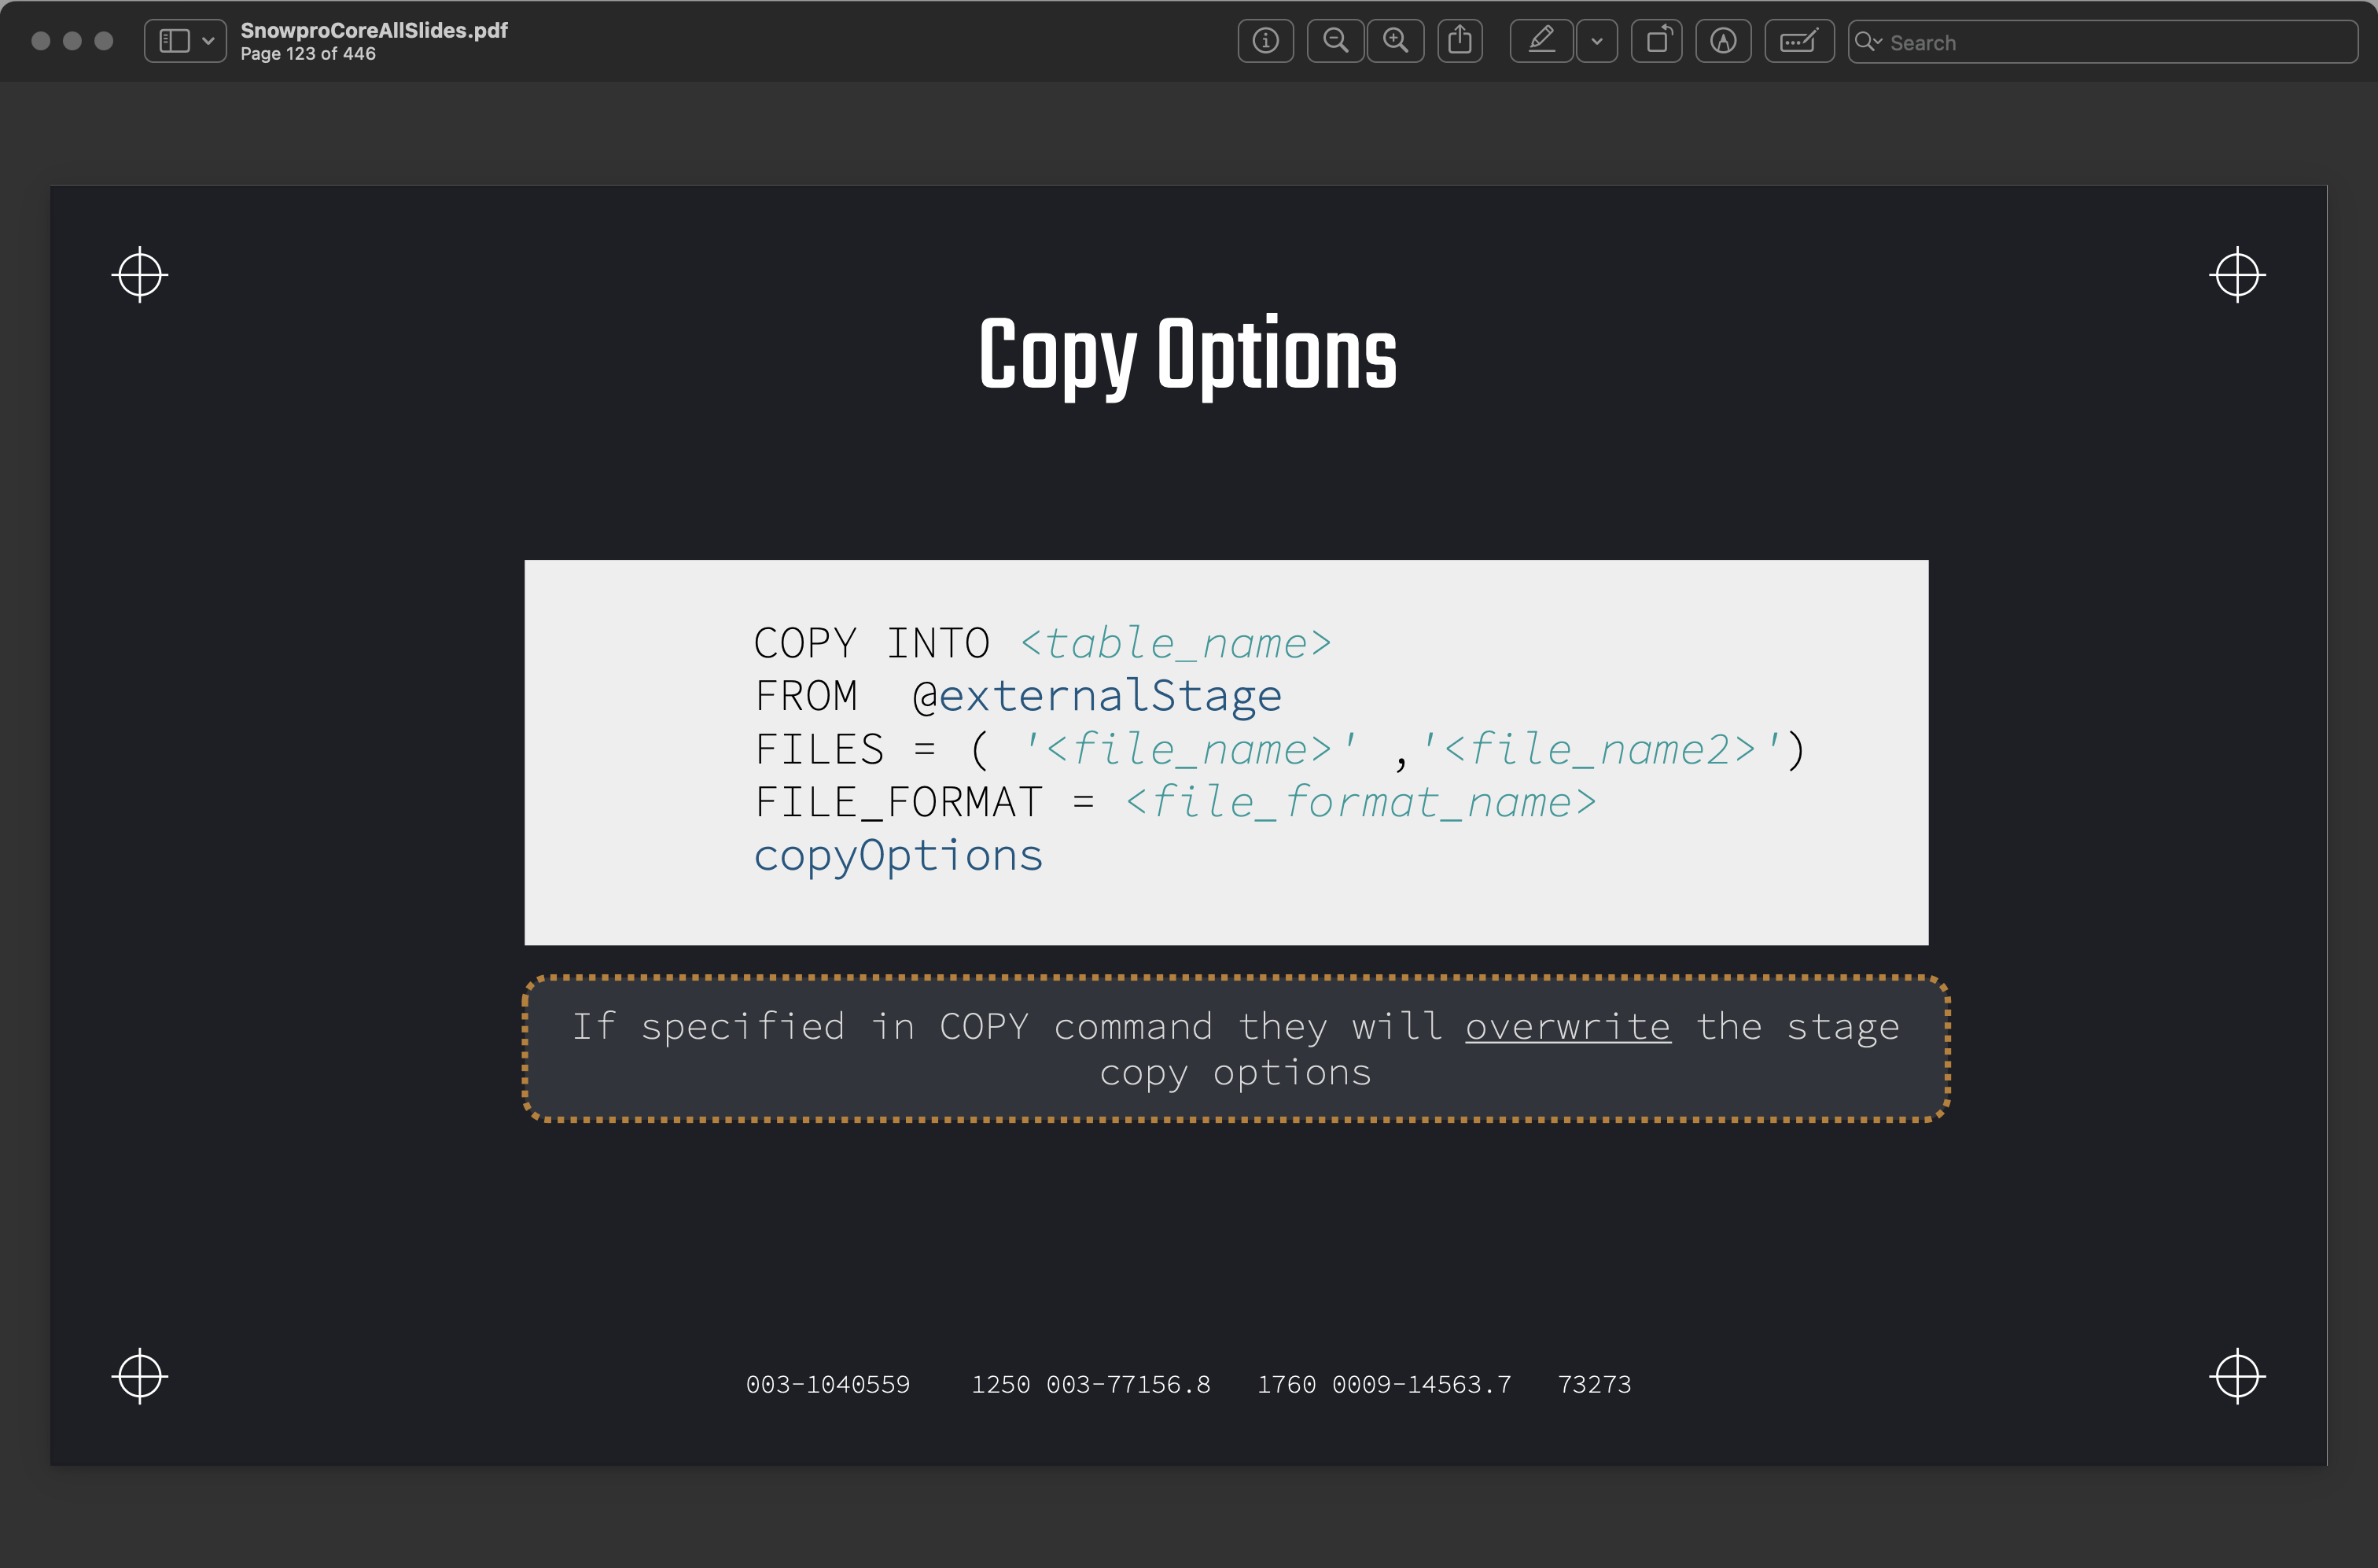 SnowproCoreAllSlides.pdf
Page 123 of 446
Search
Copy Options
COPY INTO <table_name>
FROM  @externalStage
FILES = ( '<file_name>' ,'<file_name2>')
FILE_FORMAT = <file_format_name>
copyOptions
If specified in COPY command they will overwrite the stage
copy options
003-1040559    1250 003-77156.8   1760 0009-14563.7   73273